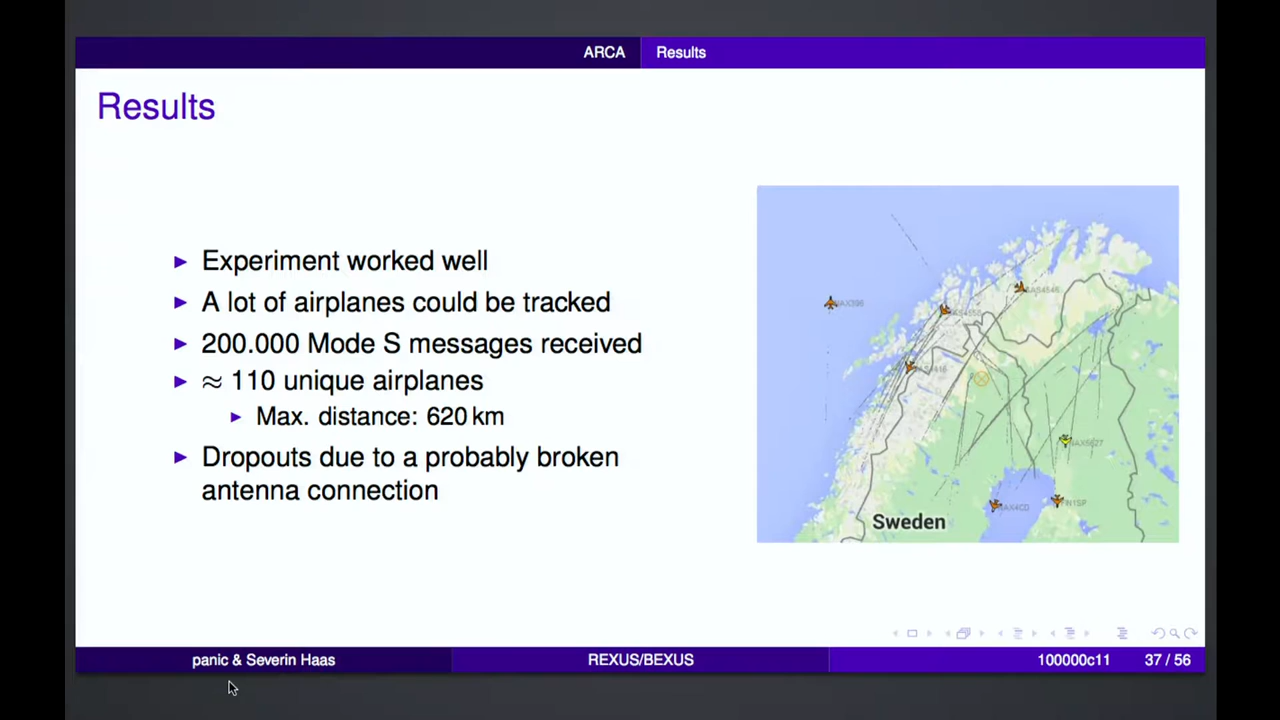 ARCA Results
Results
Experiment worked well
A lot of airplanes could be tracked
200.000 Mode S messages received
≈ 110 unique airplanes
Max. distance: 620 km
Dropouts due to a probably broken
antenna connection
Sweden
panic & Severin Haas REXUS/BEXUS 100000c11 37 / 56